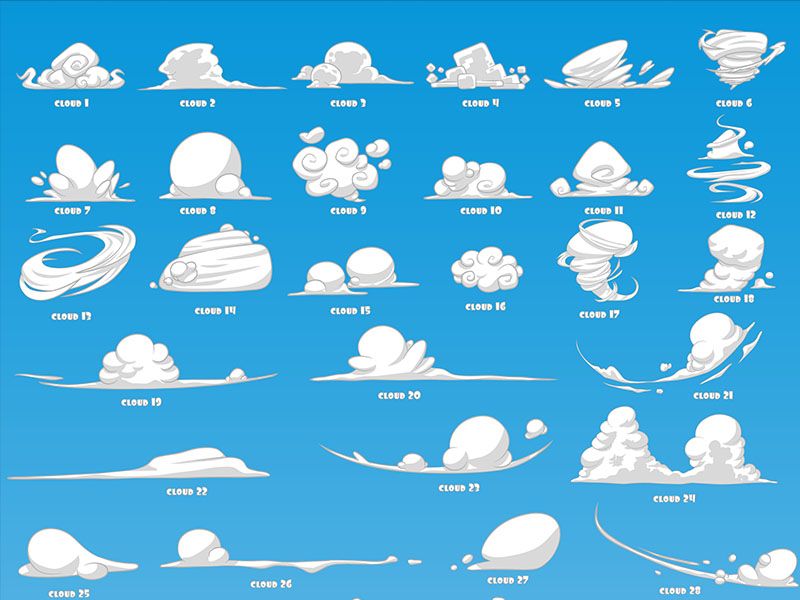 CLOUD 1
CLOUD 2
CLOUD 3
CLOUD 4
CLOUD 5
CLOUD 6
CLOUD 7
CLOUD 8
CLOUD 9
CLOUD 10
CLOUD 11
CLOUD 12
CLOUD 13
CLOUD 14
CLOUD 15
CLOUD 16
CLOUD 17
CLOUD 18
CLOUD 19
CLOUD 20
CLOUD 21
CLOUD 22
CLOUD 23
CLOUD 24
CLOUD 25
CLOUD 26
CLOUD 27
CLOUD 28